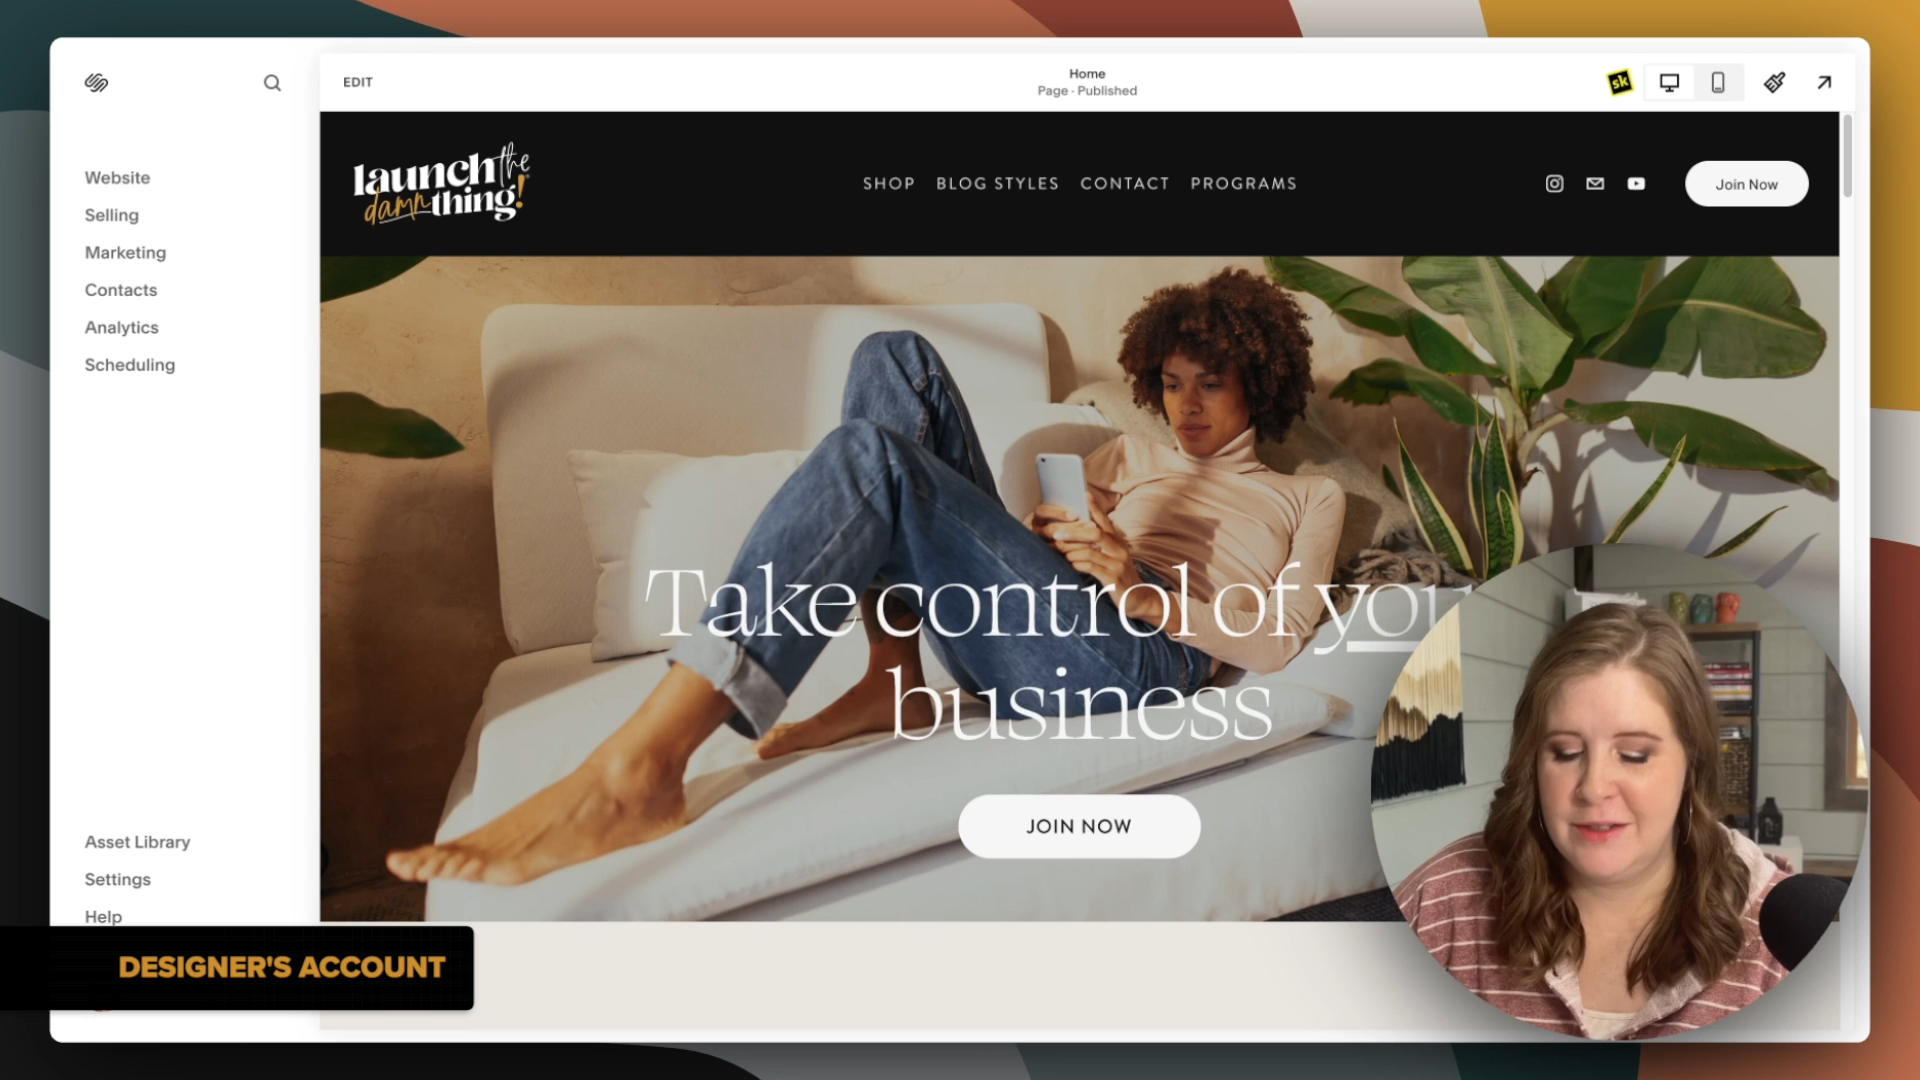 EDIT
Home
Page · Published
sk
Website
Selling
Marketing
Contacts
Analytics
Scheduling
Asset Library
Settings
Help
launch the
damn thing!
SHOP BLOG STYLES CONTACT PROGRAMS
Join Now
Take control of you
business
JOIN NOW
DESIGNER'S ACCOUNT